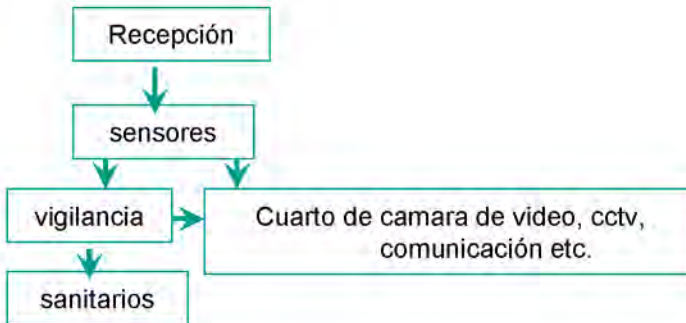 Recepción
sensores
vigilancia
Cuarto de camara de video, cctv,
comunicación etc.
sanitarios